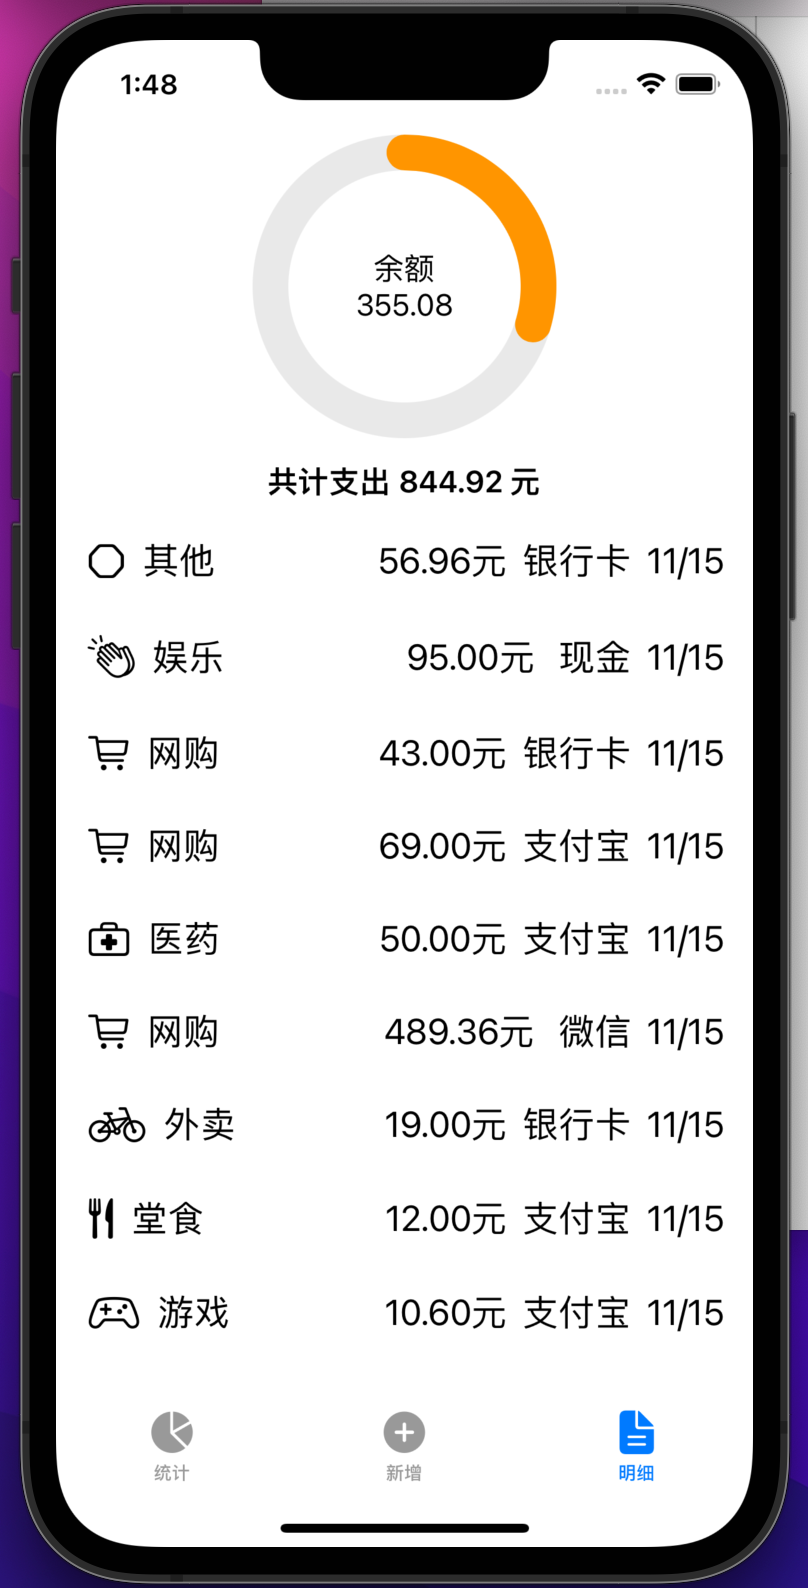 1:48
余额
355.08
共计支出 844.92 元
其他 56.96元 银行卡 11/15
娱乐 95.00元 现金 11/15
网购 43.00元 银行卡 11/15
网购 69.00元 支付宝 11/15
医药 50.00元 支付宝 11/15
网购 489.36元 微信 11/15
外卖 19.00元 银行卡 11/15
堂食 12.00元 支付宝 11/15
游戏 10.60元 支付宝 11/15
统计 新增 明细